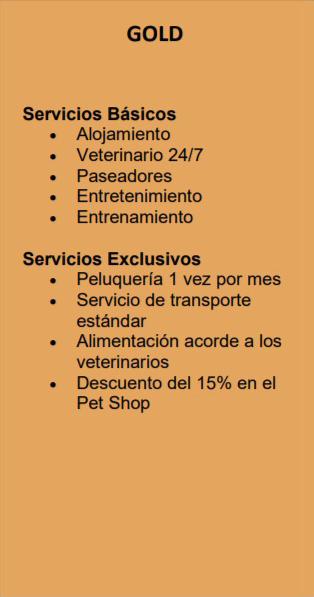 GOLD
Servicios Básicos
• Alojamiento
• Veterinario 24/7
• Paseadores
• Entretenimiento
• Entrenamiento
Servicios Exclusivos
• Peluquería 1 vez por mes
• Servicio de transporte
estándar
• Alimentación acorde a los
veterinarios
• Descuento del 15% en el
Pet Shop